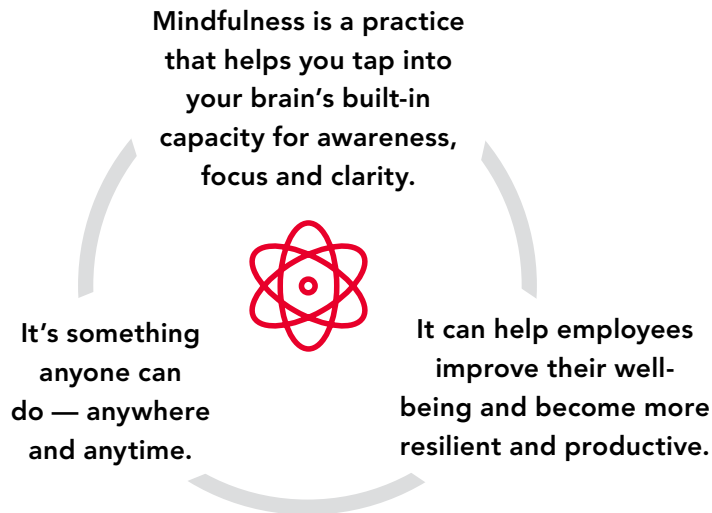 Mindfulness is a practice
that helps you tap into
your brain’s built-in
capacity for awareness,
focus and clarity.
It’s something
anyone can
do — anywhere
and anytime.
It can help employees
improve their well-
being and become more
resilient and productive.